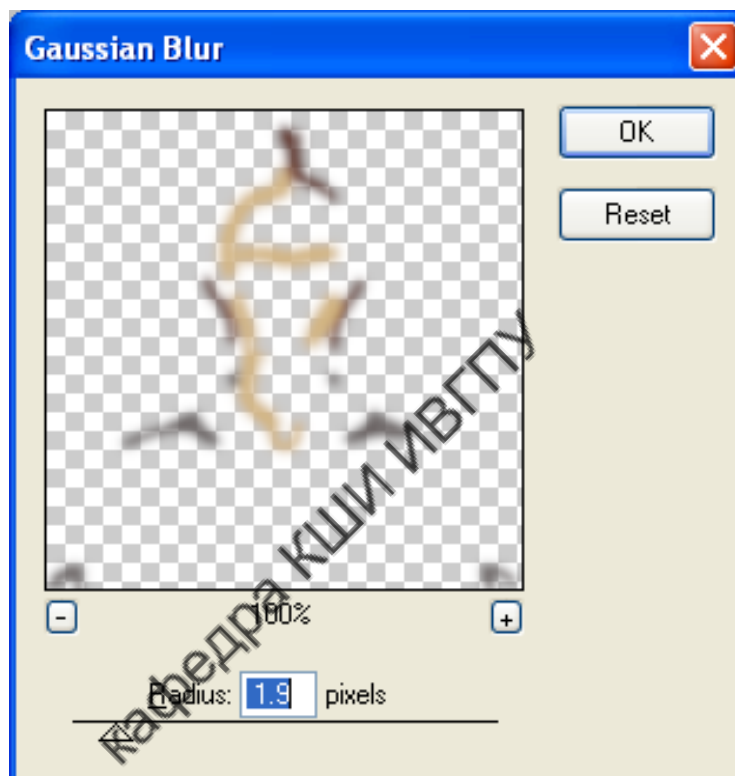 Gaussian Blur
OK
Reset
- 100% +
Radius: 1.9 pixels
кафедра КШИ ИВГПУ